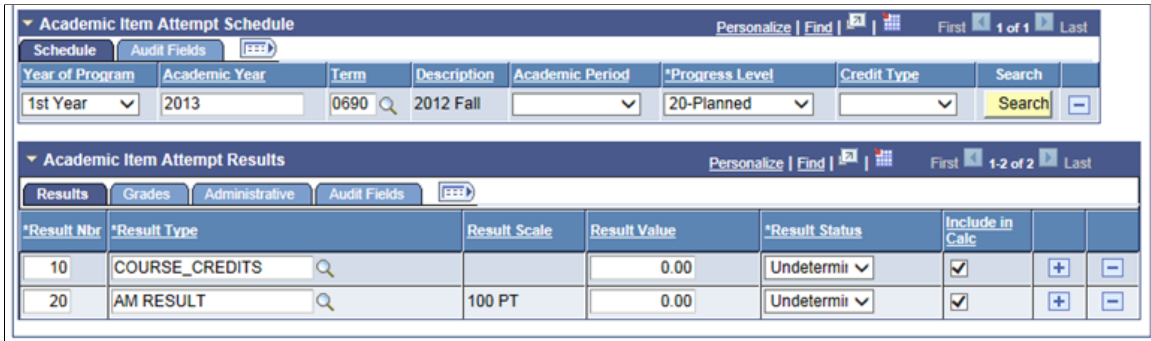 Academic Item Attempt Schedule Personalize | Find | | First 1 of 1 Last
Schedule Audit Fields
Year of Program Academic Year Term Description Academic Period *Progress Level Credit Type Search
1st Year 2013 0690 2012 Fall 20-Planned Search
Academic Item Attempt Results Personalize | Find | | First 1-2 of 2 Last
Results Grades Administrative Audit Fields
*Result Nbr *Result Type Result Scale Result Value *Result Status Include in Calc
10 COURSE_CREDITS 0.00 Undetermii
20 AM RESULT 100 PT 0.00 Undetermii